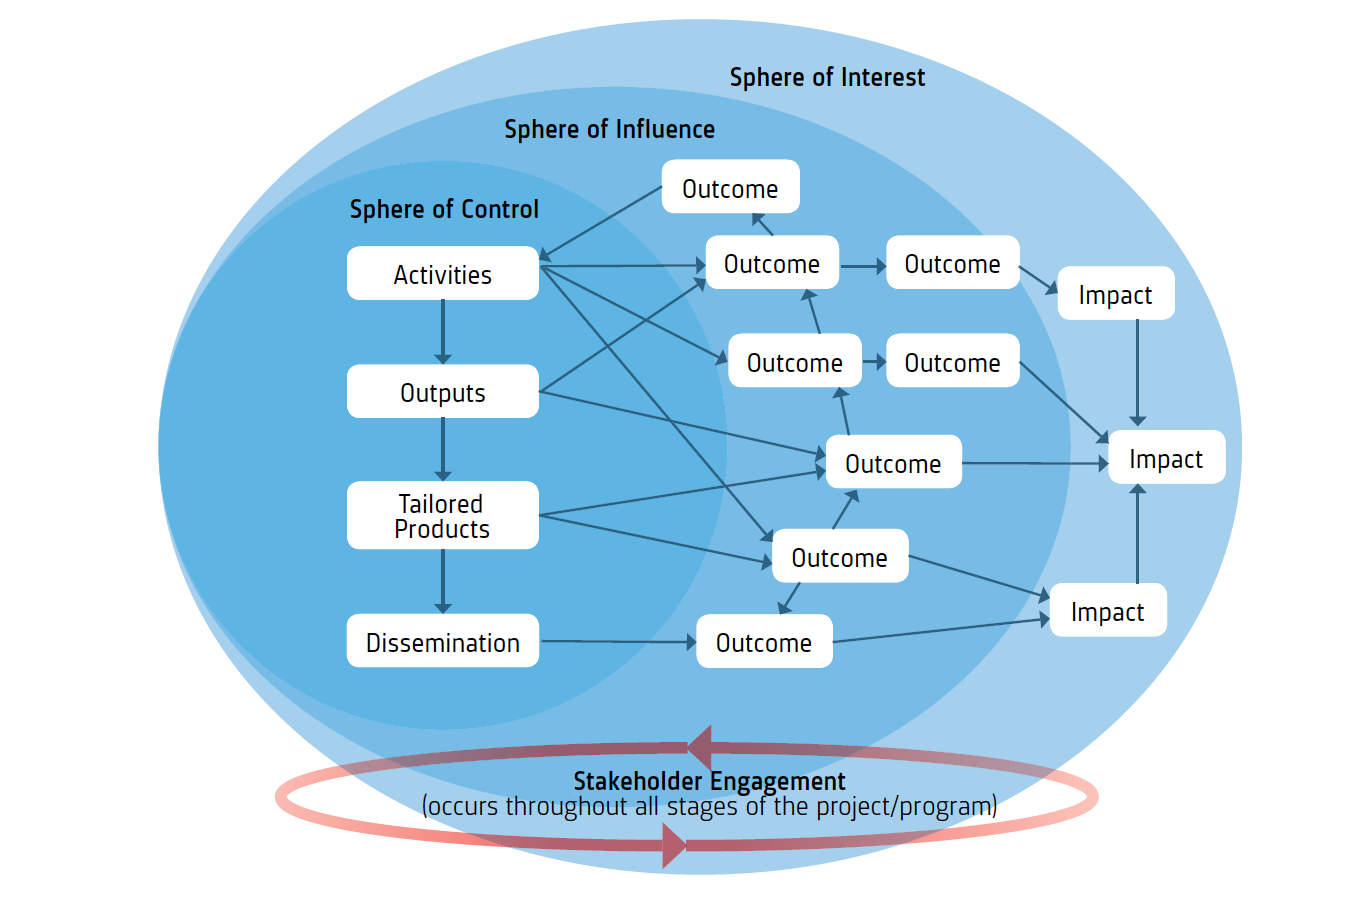 Sphere of Interest
Sphere of Influence
Sphere of Control
Outcome
Activities
Outcome
Outcome
Impact
Outputs
Outcome
Outcome
Tailored
Products
Outcome
Impact
Outcome
Dissemination
Outcome
Impact
Stakeholder Engagement
(occurs throughout all stages of the project/program)